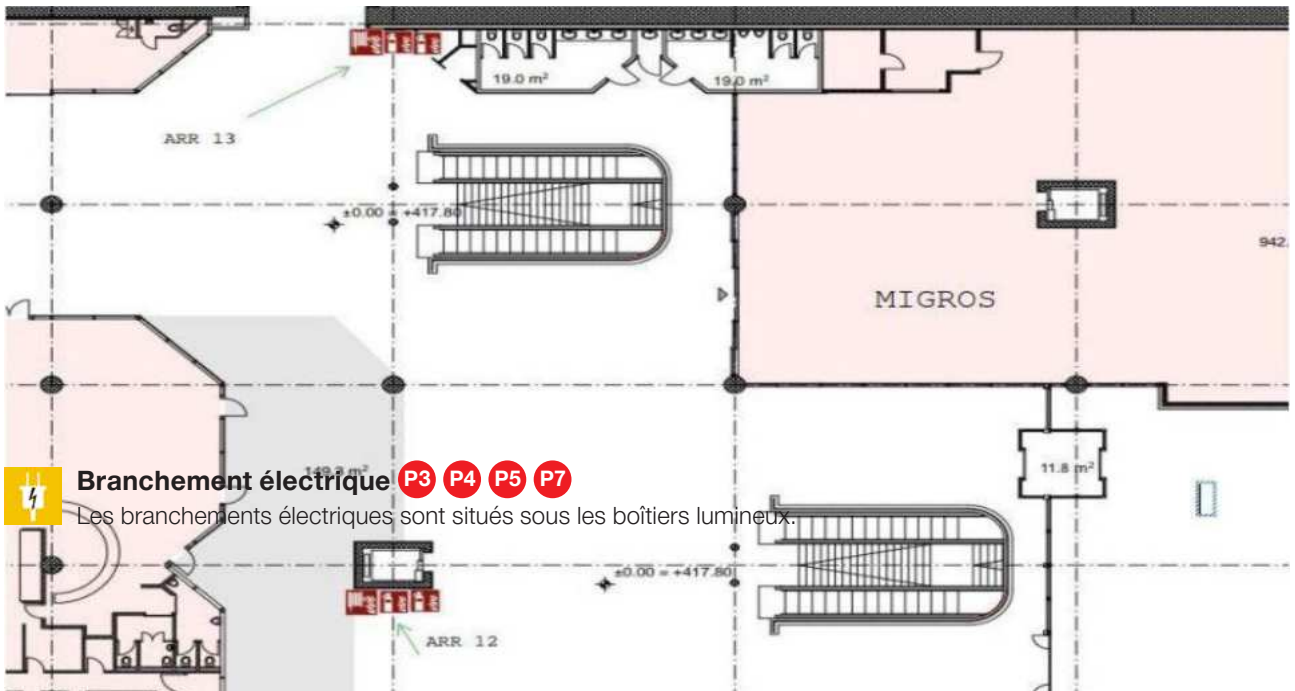 19.0 m²
19.0 m²
ARR 13
±0.00 = +417.80
942.
MIGROS
149.3 m²
11.8 m²
Branchement électrique P3 P4 P5 P7
Les branchements électriques sont situés sous les boîtiers lumineux.
±0.00 = +417.80
ARR 12